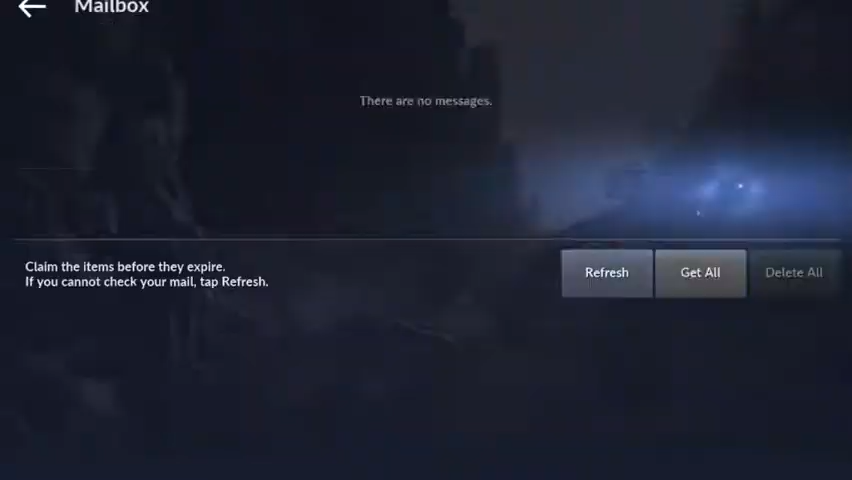 Mailbox
There are no messages.
Claim the items before they expire.
If you cannot check your mail, tap Refresh.
Refresh
Get All
Delete All